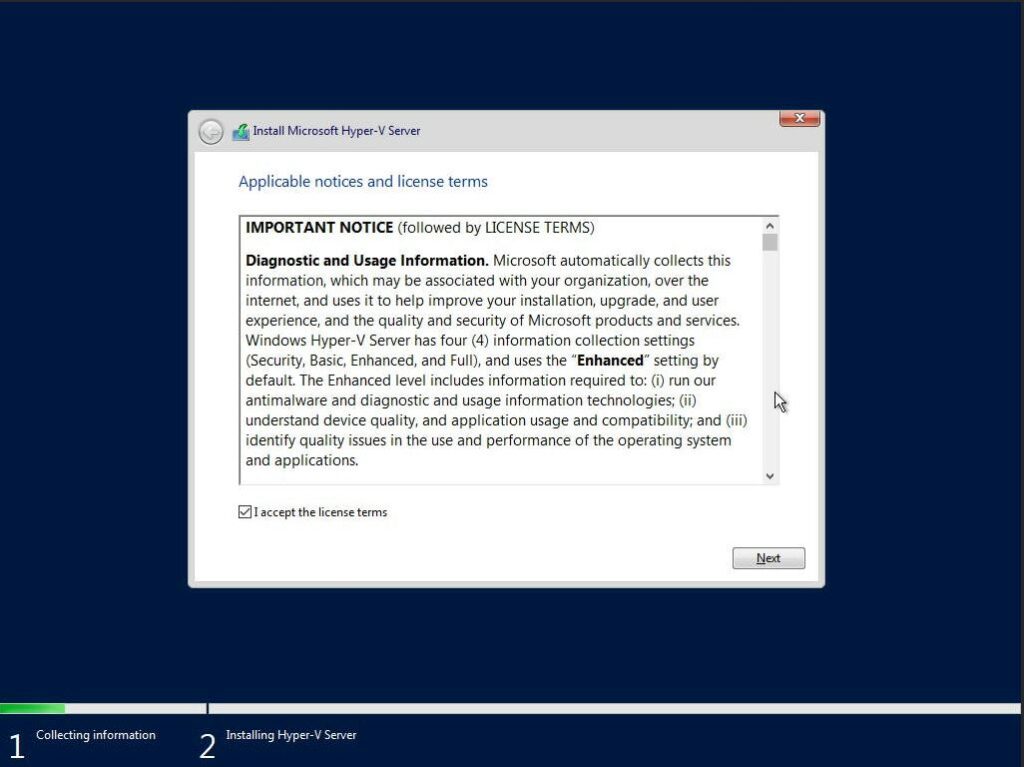 Install Microsoft Hyper-V Server
Applicable notices and license terms
IMPORTANT NOTICE (followed by LICENSE TERMS)
Diagnostic and Usage Information. Microsoft automatically collects this
information, which may be associated with your organization, over the
internet, and uses it to help improve your installation, upgrade, and user
experience, and the quality and security of Microsoft products and services.
Windows Hyper-V Server has four (4) information collection settings
(Security, Basic, Enhanced, and Full), and uses the “Enhanced” setting by
default. The Enhanced level includes information required to: (i) run our
antimalware and diagnostic and usage information technologies; (ii)
understand device quality, and application usage and compatibility; and (iii)
identify quality issues in the use and performance of the operating system
and applications.
I accept the license terms
Next
1 Collecting information
2 Installing Hyper-V Server